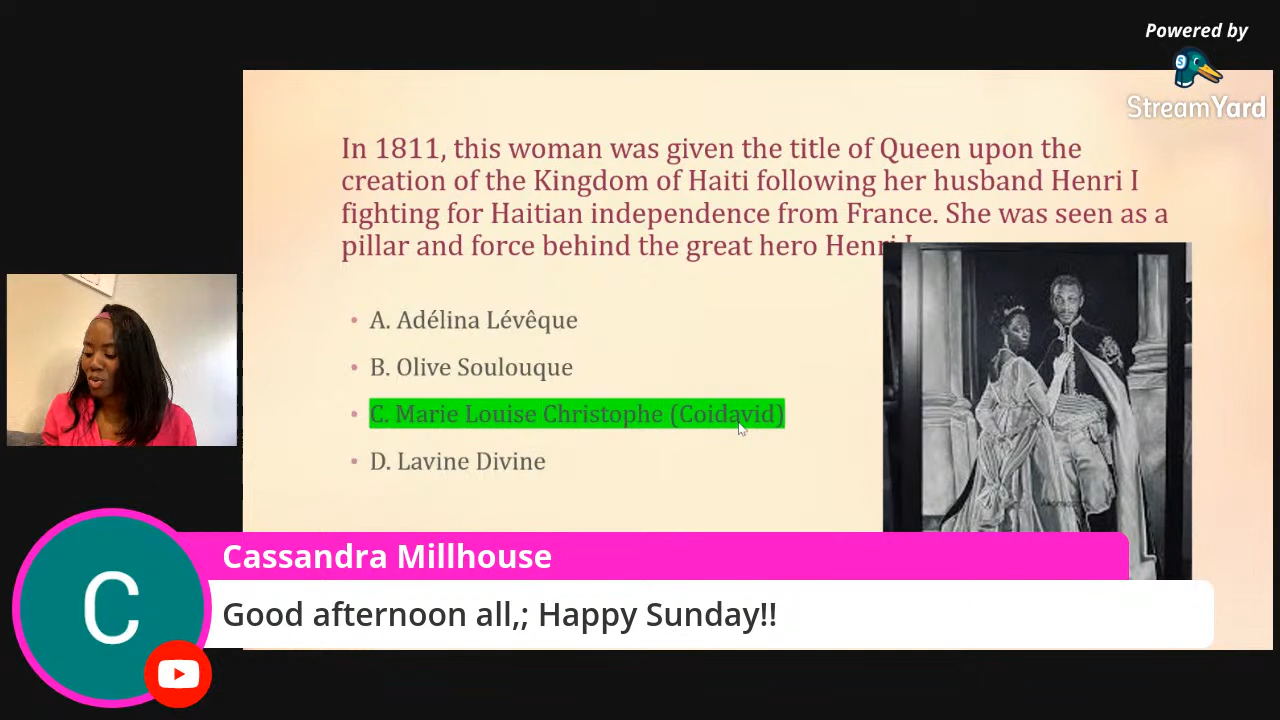 Powered by
StreamYard
In 1811, this woman was given the title of Queen upon the
creation of the Kingdom of Haiti following her husband Henri I
fighting for Haitian independence from France. She was seen as a
pillar and force behind the great hero Henri I
• A. Adélina Lévêque
• B. Olive Soulouque
• C. Marie Louise Christophe (Coidavid)
• D. Lavine Divine
C
Cassandra Millhouse
Good afternoon all,; Happy Sunday!!